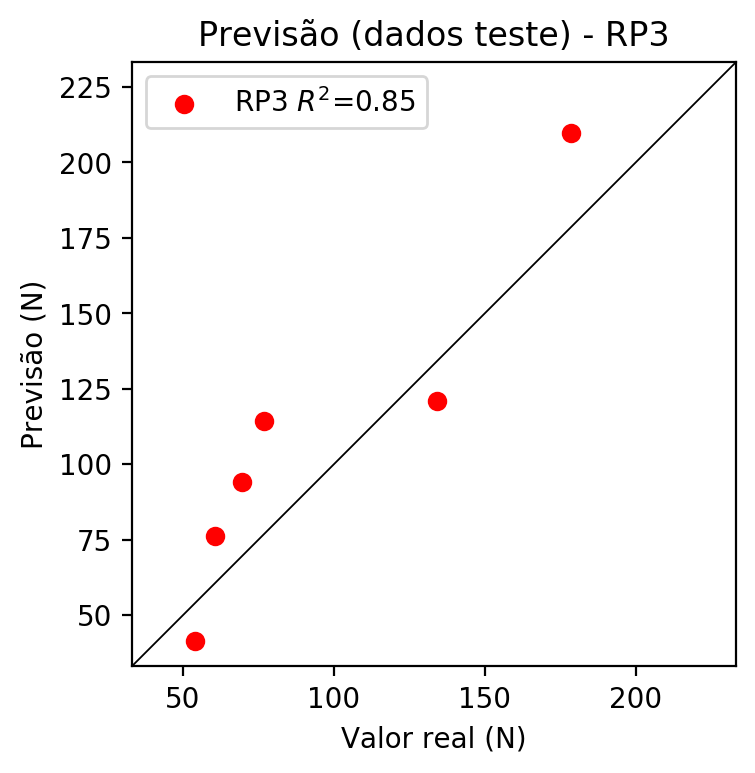 Previsão (dados teste) - RP3
RP3 R²=0.85
225
200
175
150
125
100
75
50
Previsão (N)
50 100 150 200
Valor real (N)